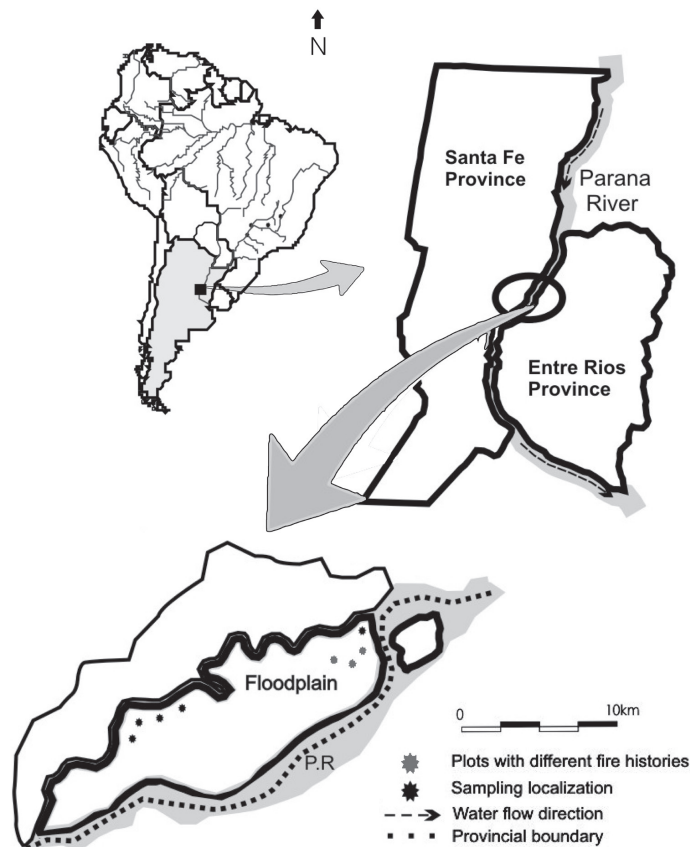 N
Santa Fe
Province
Parana
River
Entre Rios
Province
Floodplain
P.R
0 10km
Plots with different fire histories
Sampling localization
Water flow direction
Provincial boundary